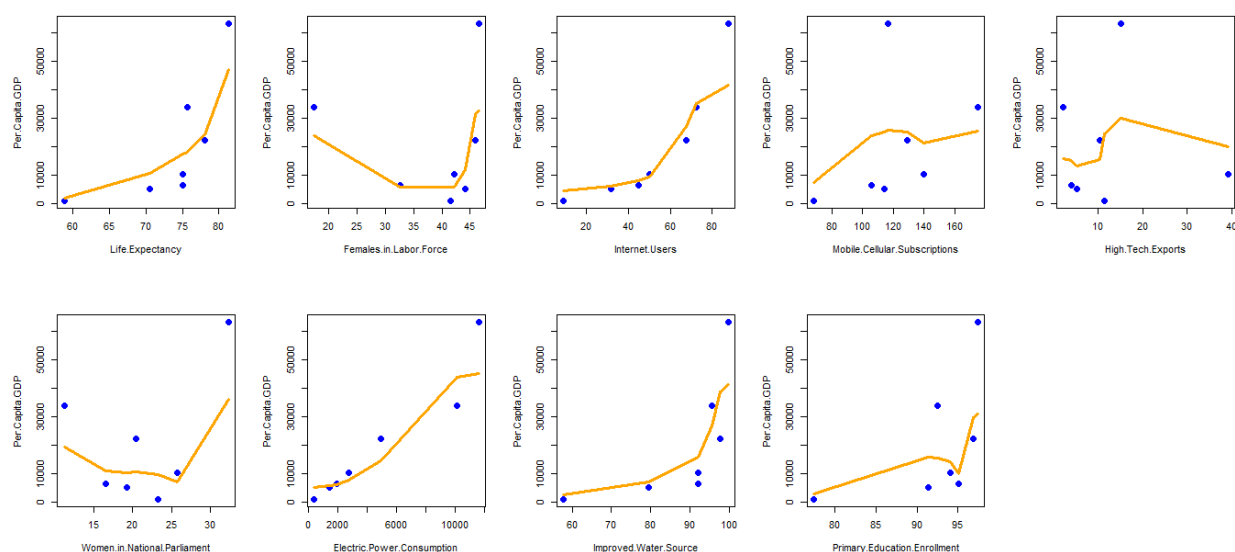 Per.Capita.GDP
0 10000 30000 50000
60 65 70 75 80
Life.Expectancy
Per.Capita.GDP
0 10000 30000 50000
20 25 30 35 40 45
Females.in.Labor.Force
Per.Capita.GDP
0 10000 30000 50000
20 40 60 80
Internet.Users
Per.Capita.GDP
0 10000 30000 50000
80 100 120 140 160
Mobile.Cellular.Subscriptions
Per.Capita.GDP
0 10000 30000 50000
10 20 30 40
High.Tech.Exports
Per.Capita.GDP
0 10000 30000 50000
15 20 25 30
Women.in.National.Parliament
Per.Capita.GDP
0 10000 30000 50000
0 2000 6000 10000
Electric.Power.Consumption
Per.Capita.GDP
0 10000 30000 50000
60 70 80 90 100
Improved.Water.Source
Per.Capita.GDP
0 10000 30000 50000
80 85 90 95
Primary.Education.Enrollment